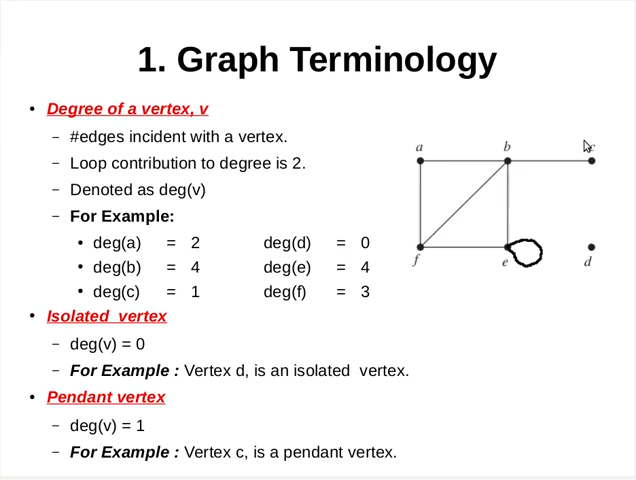 1. Graph Terminology
• Degree of a vertex, v
– #edges incident with a vertex.
– Loop contribution to degree is 2.
– Denoted as deg(v)
– For Example:
• deg(a) = 2 deg(d) = 0
• deg(b) = 4 deg(e) = 4
• deg(c) = 1 deg(f) = 3
• Isolated vertex
– deg(v) = 0
– For Example : Vertex d, is an isolated vertex.
• Pendant vertex
– deg(v) = 1
– For Example : Vertex c, is a pendant vertex.
a b c
f e d